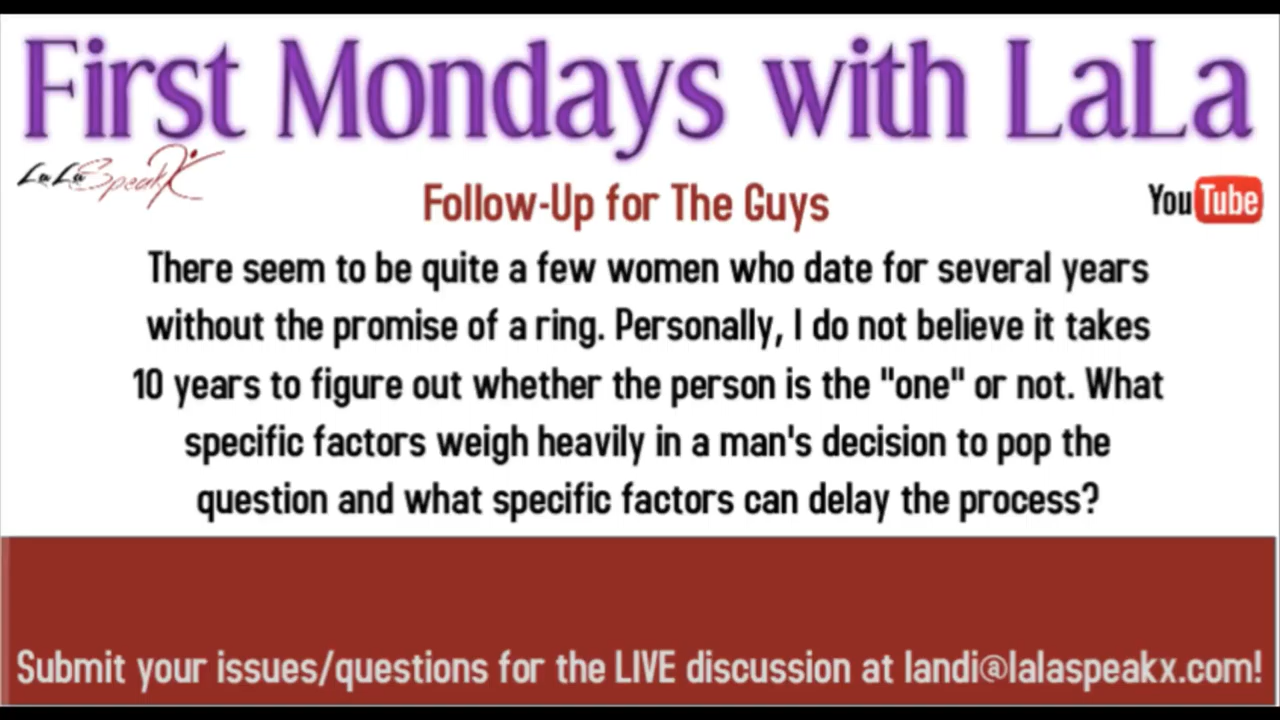 First Mondays with LaLa
LaLaSpeakX
Follow-Up for The Guys
YouTube
There seem to be quite a few women who date for several years
without the promise of a ring. Personally, I do not believe it takes
10 years to figure out whether the person is the "one" or not. What
specific factors weigh heavily in a man's decision to pop the
question and what specific factors can delay the process?
Submit your issues/questions for the LIVE discussion at landi@lalaspeakx.com!